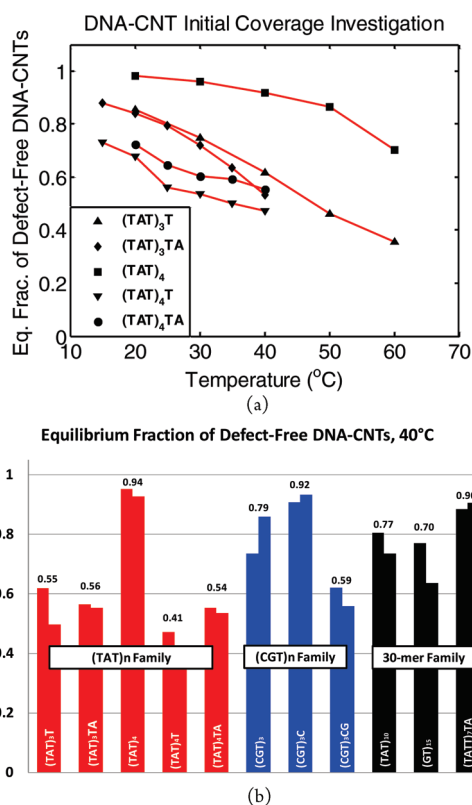 DNA-CNT Initial Coverage Investigation
Eq. Frac. of Defect-Free DNA-CNTs
1
0.8
0.6
0.4
0.2
0
(TAT)₃T
(TAT)₃TA
(TAT)₄
(TAT)₄T
(TAT)₄TA
10 20 30 40 50 60 70
Temperature (°C)
(a)
Equilibrium Fraction of Defect-Free DNA-CNTs, 40°C
1
0.8
0.6
0.4
0.2
0
0.55 0.56 0.94 0.41 0.54 0.79 0.92 0.59 0.77 0.70
(TAT)n Family (CGT)n Family 30-mer Family
(TAT)₃T (TAT)₃TA (TAT)₄ (TAT)₄T (TAT)₄TA (CGT)₃ (CGT)₃C (CGT)₃CG (TAT)₁₀ (GT)₁₅ (TATT)₇TA
(b)